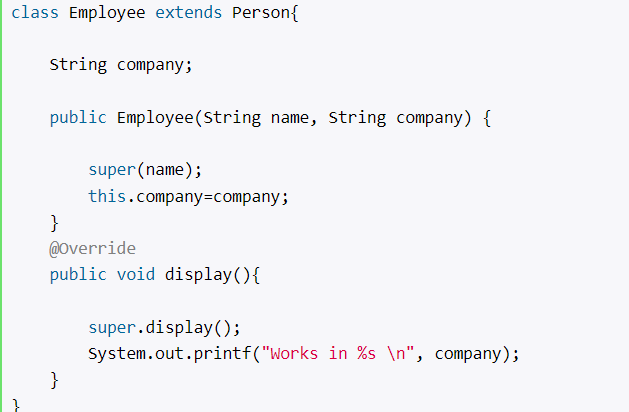 class Employee extends Person{
String company;
public Employee(String name, String company) {
super(name);
this.company=company;
}
@Override
public void display(){
super.display();
System.out.printf("Works in %s \n", company);
}
}